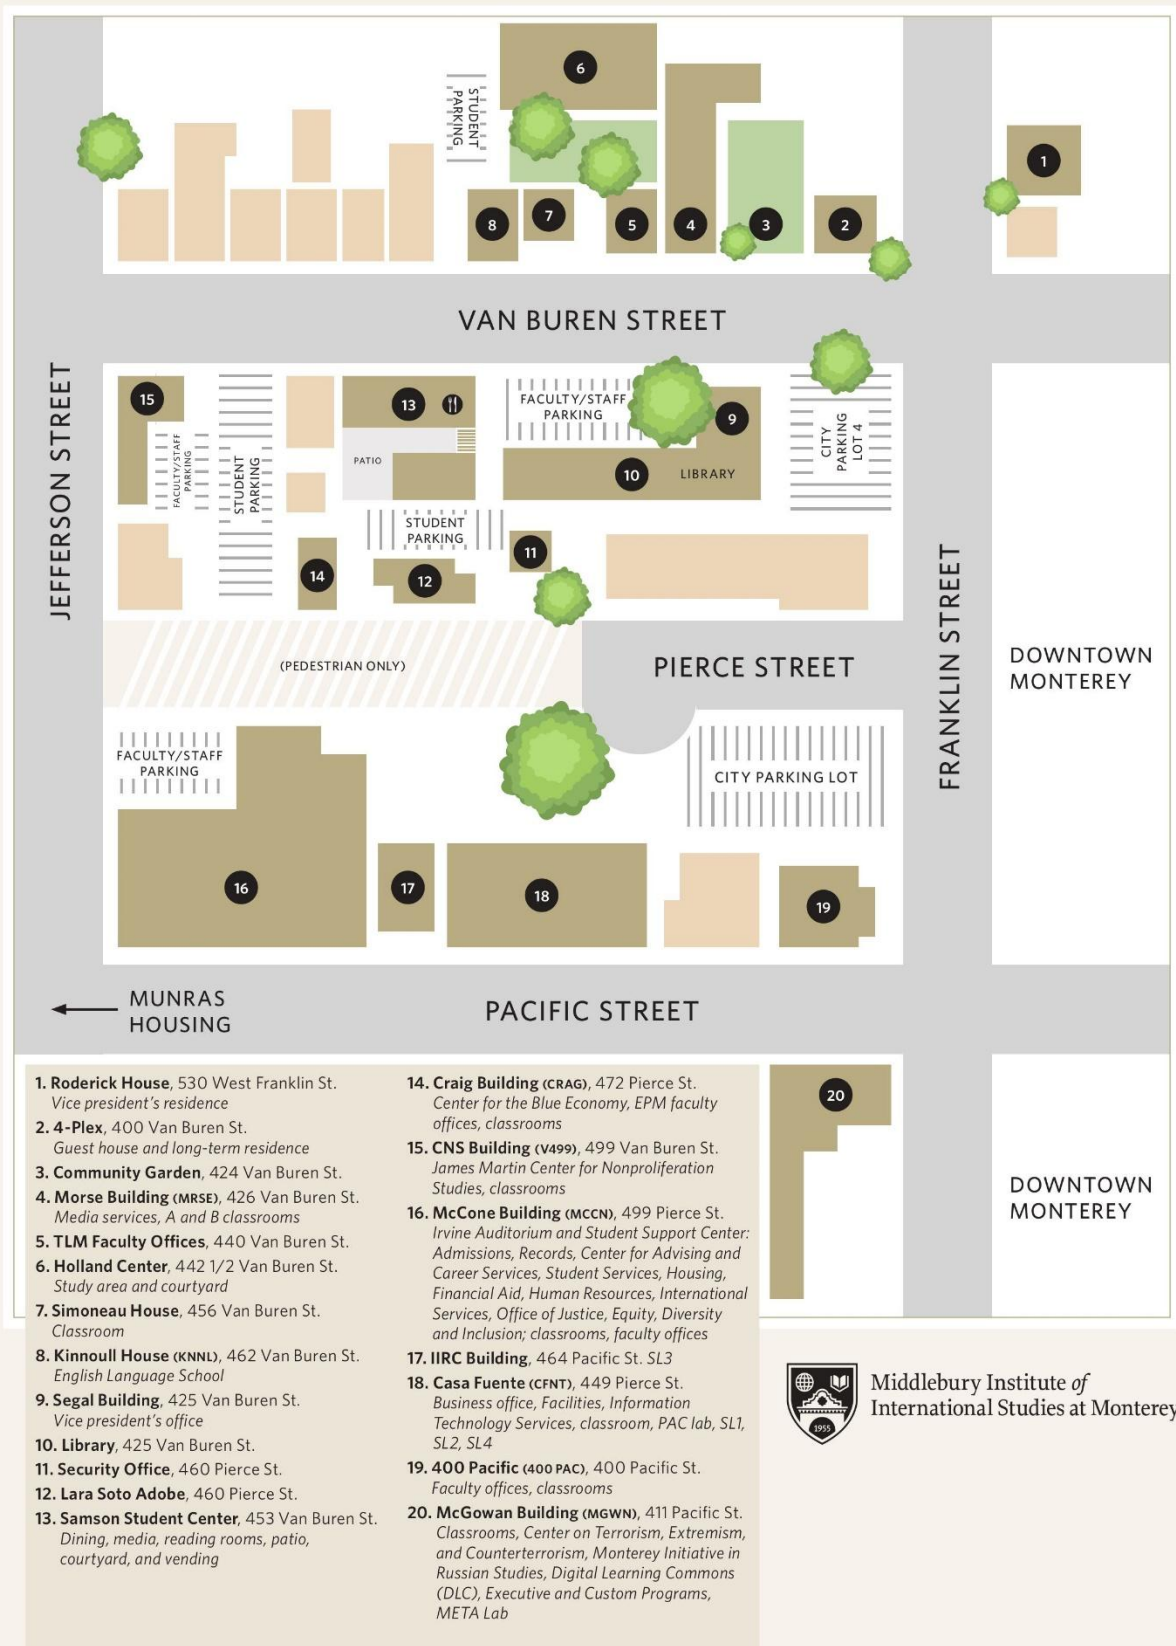 6
STUDENT
PARKING
1
8
7
5
4
3
2
VAN BUREN STREET
JEFFERSON STREET
15
FACULTY/STAFF
PARKING
STUDENT
PARKING
13
PATIO
FACULTY/STAFF
PARKING
9
10
LIBRARY
CITY
PARKING
LOT 4
STUDENT
PARKING
11
14
12
FRANKLIN STREET
(PEDESTRIAN ONLY)
PIERCE STREET
DOWNTOWN
MONTEREY
FACULTY/STAFF
PARKING
CITY PARKING LOT
16
17
18
19
MUNRAS
HOUSING
PACIFIC STREET
1. Roderick House, 530 West Franklin St.
Vice president's residence
2. 4-Plex, 400 Van Buren St.
Guest house and long-term residence
3. Community Garden, 424 Van Buren St.
4. Morse Building (MRSE), 426 Van Buren St.
Media services, A and B classrooms
5. TLM Faculty Offices, 440 Van Buren St.
6. Holland Center, 442 1/2 Van Buren St.
Study area and courtyard
7. Simoneau House, 456 Van Buren St.
Classroom
8. Kinnoull House (KNNL), 462 Van Buren St.
English Language School
9. Segal Building, 425 Van Buren St.
Vice president's office
10. Library, 425 Van Buren St.
11. Security Office, 460 Pierce St.
12. Lara Soto Adobe, 460 Pierce St.
13. Samson Student Center, 453 Van Buren St.
Dining, media, reading rooms, patio,
courtyard, and vending
14. Craig Building (CRAG), 472 Pierce St.
Center for the Blue Economy, EPM faculty
offices, classrooms
15. CNS Building (V499), 499 Van Buren St.
James Martin Center for Nonproliferation
Studies, classrooms
16. McCone Building (MCCN), 499 Pierce St.
Irvine Auditorium and Student Support Center:
Admissions, Records, Center for Advising and
Career Services, Student Services, Housing,
Financial Aid, Human Resources, International
Services, Office of Justice, Equity, Diversity
and Inclusion; classrooms, faculty offices
17. IIRC Building, 464 Pacific St. SL3
18. Casa Fuente (CFNT), 449 Pierce St.
Business office, Facilities, Information
Technology Services, classroom, PAC lab, SL1,
SL2, SL4
19. 400 Pacific (400 PAC), 400 Pacific St.
Faculty offices, classrooms
20. McGowan Building (MGWN), 411 Pacific St.
Classrooms, Center on Terrorism, Extremism,
and Counterterrorism, Monterey Initiative in
Russian Studies, Digital Learning Commons
(DLC), Executive and Custom Programs,
META Lab
20
DOWNTOWN
MONTEREY
1955
Middlebury Institute of
International Studies at Monterey